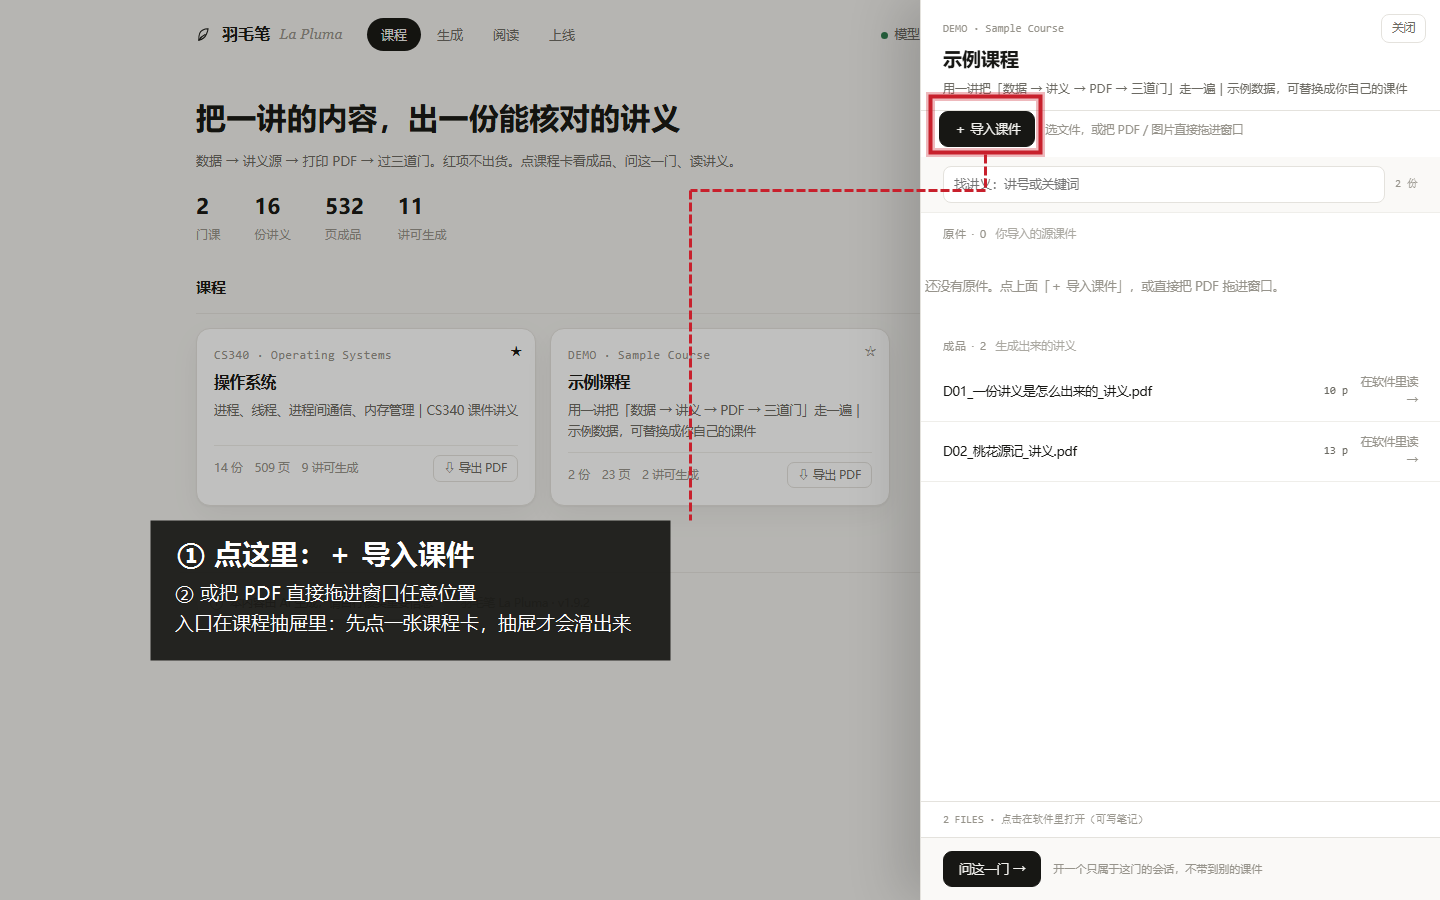 羽毛笔 La Pluma 课程 生成 阅读 上线 模型
把一讲的内容，出一份能核对的讲义
数据 → 讲义源 → 打印 PDF → 过三道门。红项不出货。点课程卡看成品、问这一门、读讲义。
2 16 532 11
门课 份讲义 页成品 讲可生成
课程
CS340 · Operating Systems ★
操作系统
进程、线程、进程间通信、内存管理 | CS340 课件讲义
14 份 509 页 9 讲可生成 ⇩ 导出 PDF
DEMO · Sample Course ☆
示例课程
用一讲把「数据 → 讲义 → PDF → 三道门」走一遍 |
示例数据，可替换成你自己的课件
2 份 23 页 2 讲可生成 ⇩ 导出 PDF
① 点这里：+ 导入课件
② 或把 PDF 直接拖进窗口任意位置
入口在课程抽屉里：先点一张课程卡，抽屉才会滑出来
DEMO · Sample Course 关闭
示例课程
用一讲把「数据 → 讲义 → PDF → 三道门」走一遍 | 示例数据，可替换成你自己的课件
+ 导入课件 选文件，或把 PDF / 图片直接拖进窗口
找讲义：讲号或关键词 2 份
原件 · 0 你导入的源课件
还没有原件。点上面「+ 导入课件」，或直接把 PDF 拖进窗口。
成品 · 2 生成出来的讲义
D01_一份讲义是怎么出来的_讲义.pdf 10 p 在软件里读 →
D02_桃花源记_讲义.pdf 13 p 在软件里读 →
2 FILES · 点击在软件里打开（可写笔记）
问这一门 → 开一个只属于这门的会话，不带到别的课件